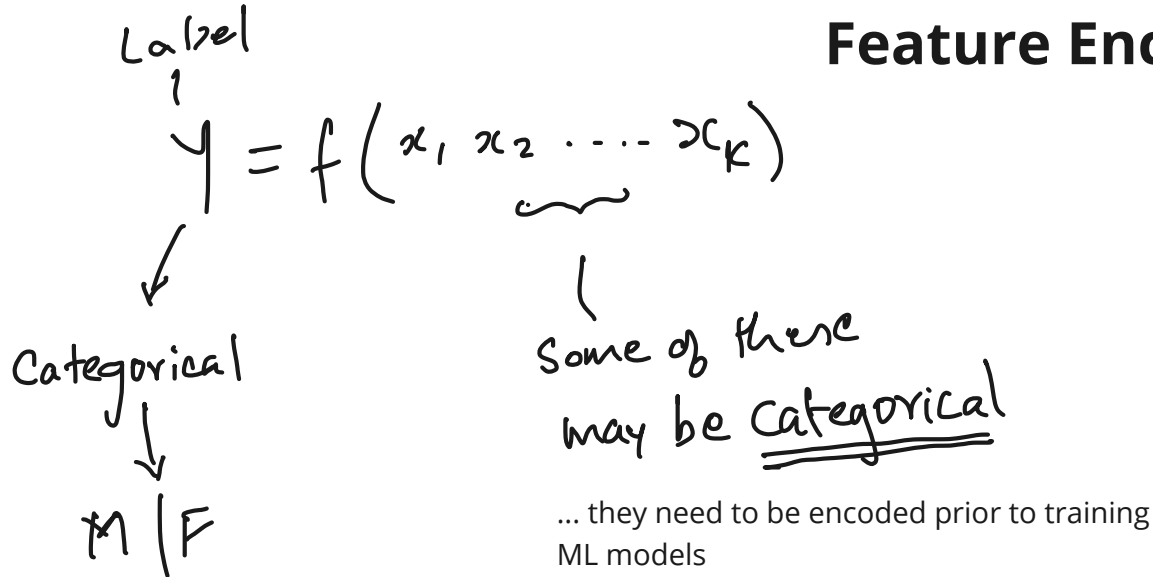 Feature Enc
Label
y = f(x₁ x₂ ..... x_K)
Categorical
M | F
Some of these
may be categorical
... they need to be encoded prior to training
ML models